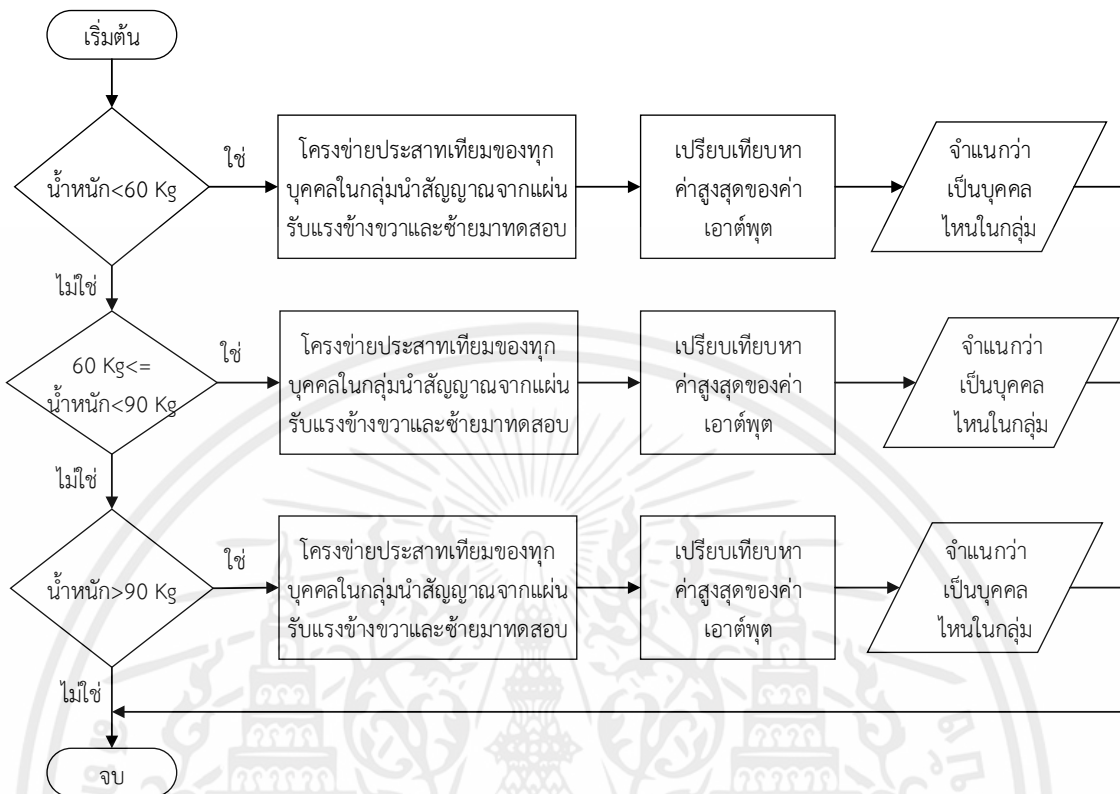 เริ่มต้น
น้ำหนัก<60 Kg
ใช่
โครงข่ายประสาทเทียมของทุก
บุคคลในกลุ่มนำสัญญาณจากแผ่น
รับแรงข้างขวาและซ้ายมาทดสอบ
เปรียบเทียบหา
ค่าสูงสุดของค่า
เอาต์พุต
จำแนกว่า
เป็นบุคคล
ไหนในกลุ่ม
ไม่ใช่
60 Kg<=
น้ำหนัก<90 Kg
ใช่
โครงข่ายประสาทเทียมของทุก
บุคคลในกลุ่มนำสัญญาณจากแผ่น
รับแรงข้างขวาและซ้ายมาทดสอบ
เปรียบเทียบหา
ค่าสูงสุดของค่า
เอาต์พุต
จำแนกว่า
เป็นบุคคล
ไหนในกลุ่ม
ไม่ใช่
น้ำหนัก>90 Kg
ใช่
โครงข่ายประสาทเทียมของทุก
บุคคลในกลุ่มนำสัญญาณจากแผ่น
รับแรงข้างขวาและซ้ายมาทดสอบ
เปรียบเทียบหา
ค่าสูงสุดของค่า
เอาต์พุต
จำแนกว่า
เป็นบุคคล
ไหนในกลุ่ม
ไม่ใช่
จบ